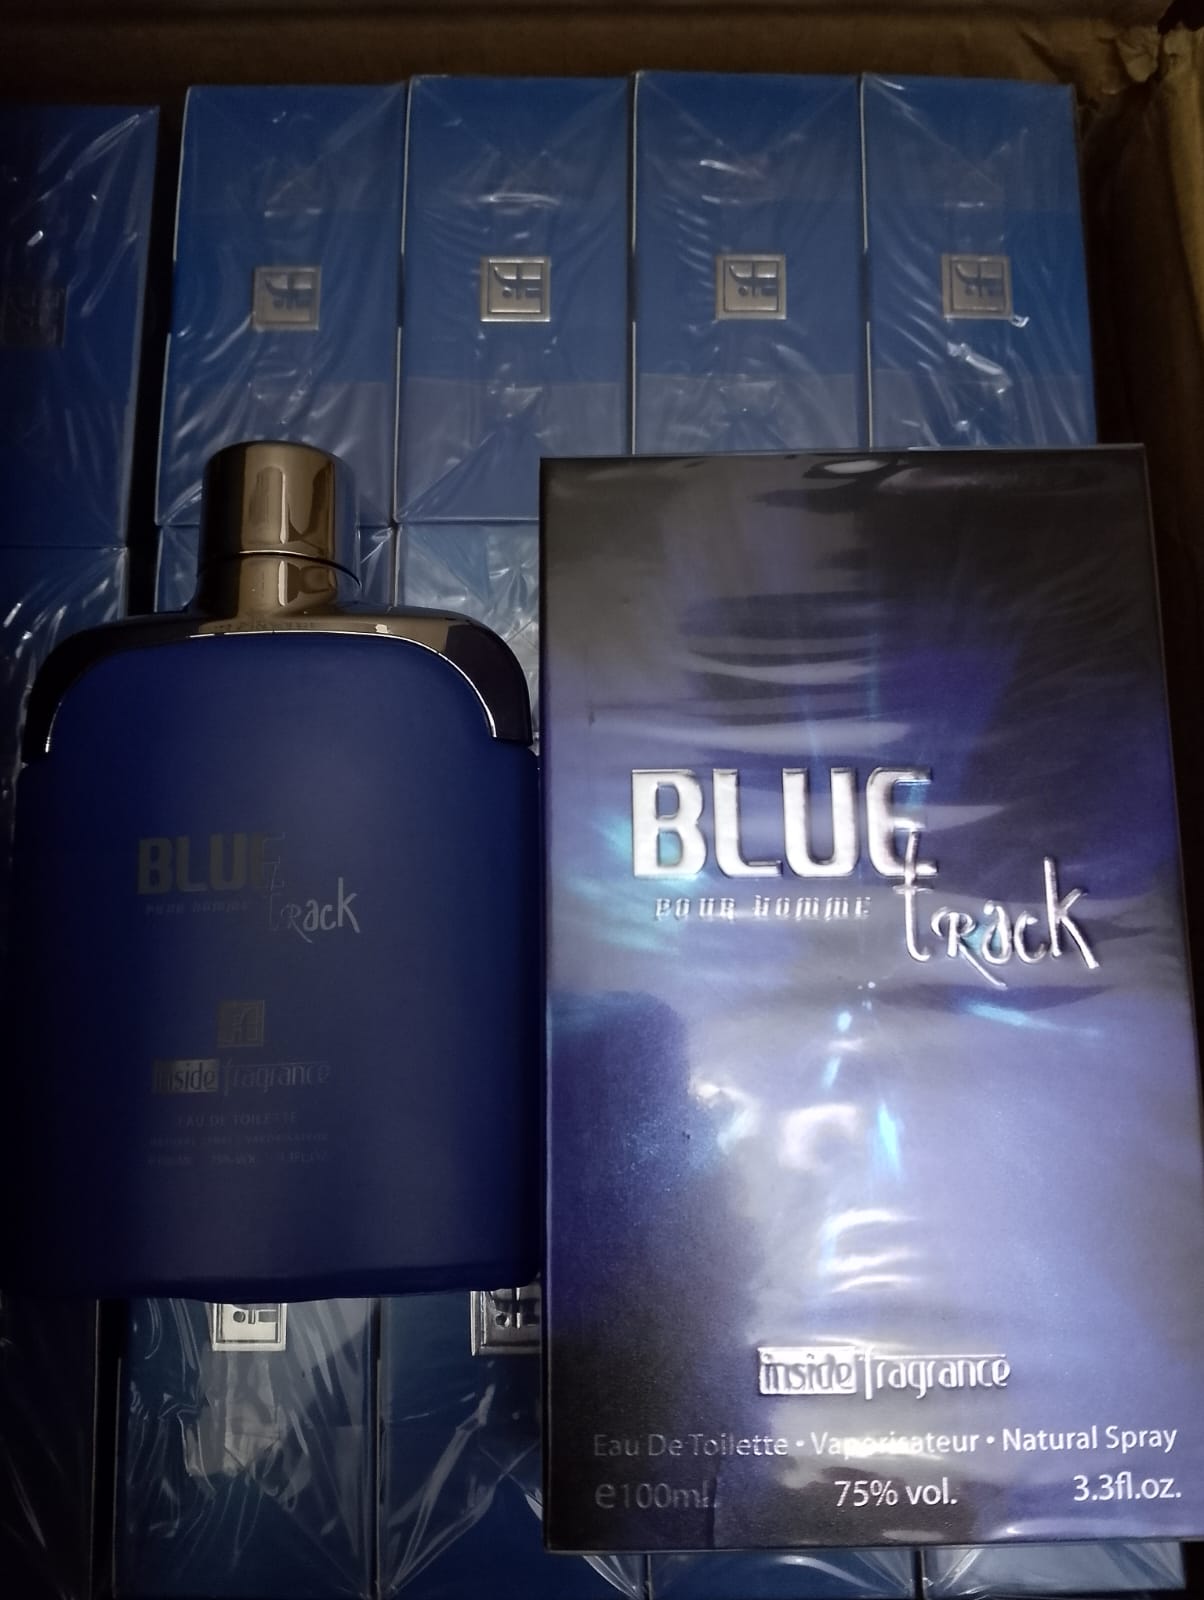 BLUE
POUR HOMME
track
inside fragrance
EAU DE TOILETTE
BLUE
POUR HOMME
track
inside fragrance
Eau De Toilette • Vaporisateur • Natural Spray
e100ml. 75% vol. 3.3fl.oz.